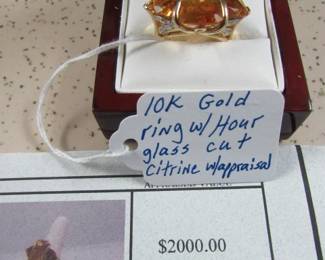 10K Gold
ring w/ Hour
glass cut
citrine w/appraisal
$2000.00